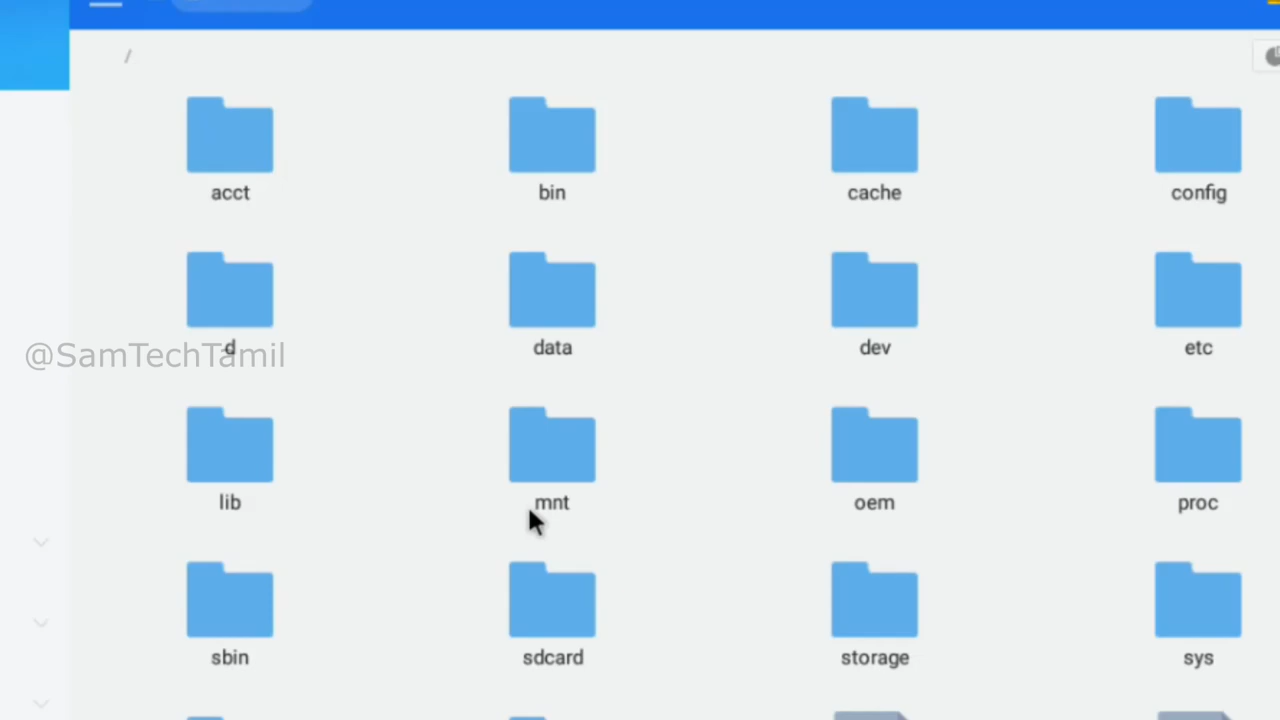 /
acct
bin
cache
config
d
data
dev
etc
@SamTechTamil
lib
mnt
oem
proc
sbin
sdcard
storage
sys